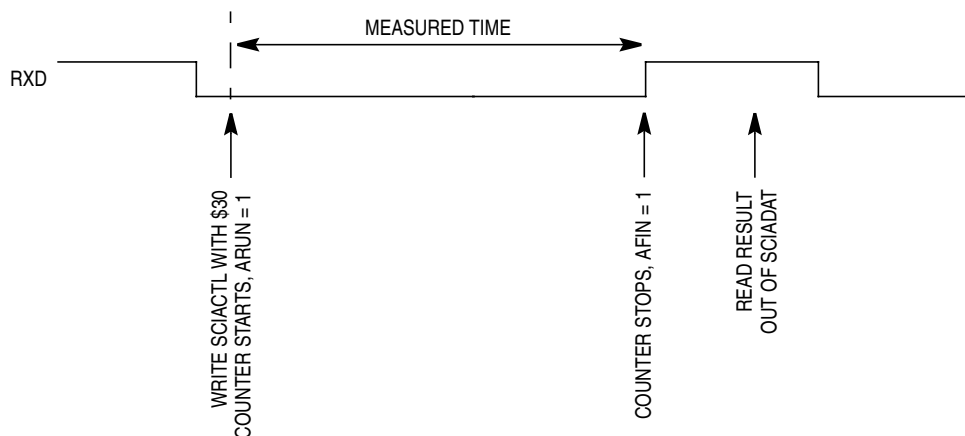 MEASURED TIME
RXD
WRITE SCIACTL WITH $30
COUNTER STARTS, ARUN = 1
COUNTER STOPS, AFIN = 1
READ RESULT
OUT OF SCIADAT